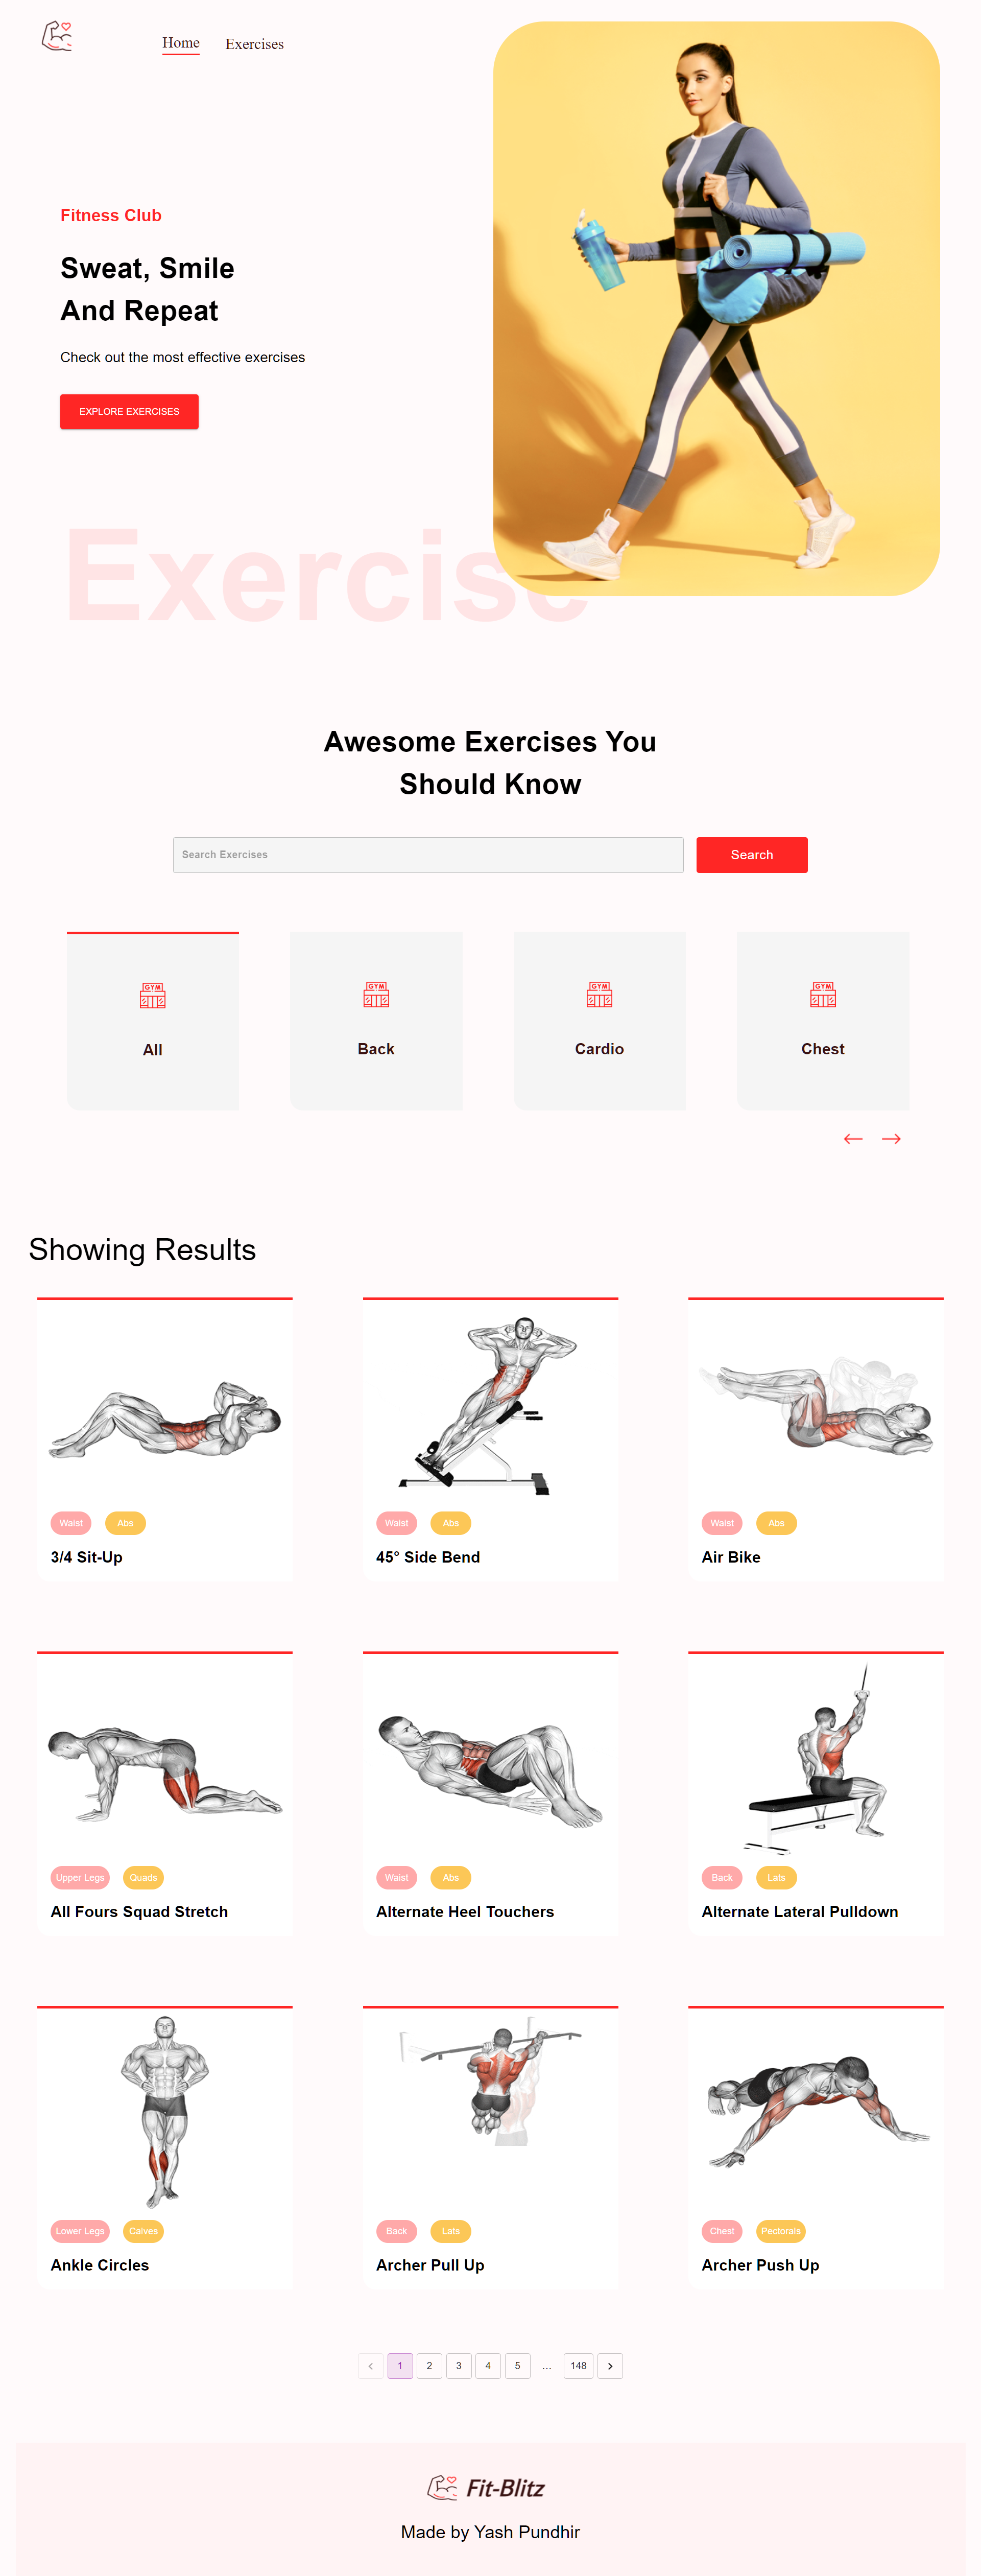 Home
Exercises
Fitness Club
Sweat, Smile
And Repeat
Check out the most effective exercises
EXPLORE EXERCISES
Exercise
Awesome Exercises You
Should Know
Search Exercises
Search
GYM
GYM
GYM
GYM
All
Back
Cardio
Chest
Showing Results
Waist
Abs
3/4 Sit-Up
Waist
Abs
45° Side Bend
Waist
Abs
Air Bike
Upper Legs
Quads
All Fours Squad Stretch
Waist
Abs
Alternate Heel Touchers
Back
Lats
Alternate Lateral Pulldown
Lower Legs
Calves
Ankle Circles
Back
Lats
Archer Pull Up
Chest
Pectorals
Archer Push Up
1 2 3 4 5 ... 148
Fit-Blitz
Made by Yash Pundhir